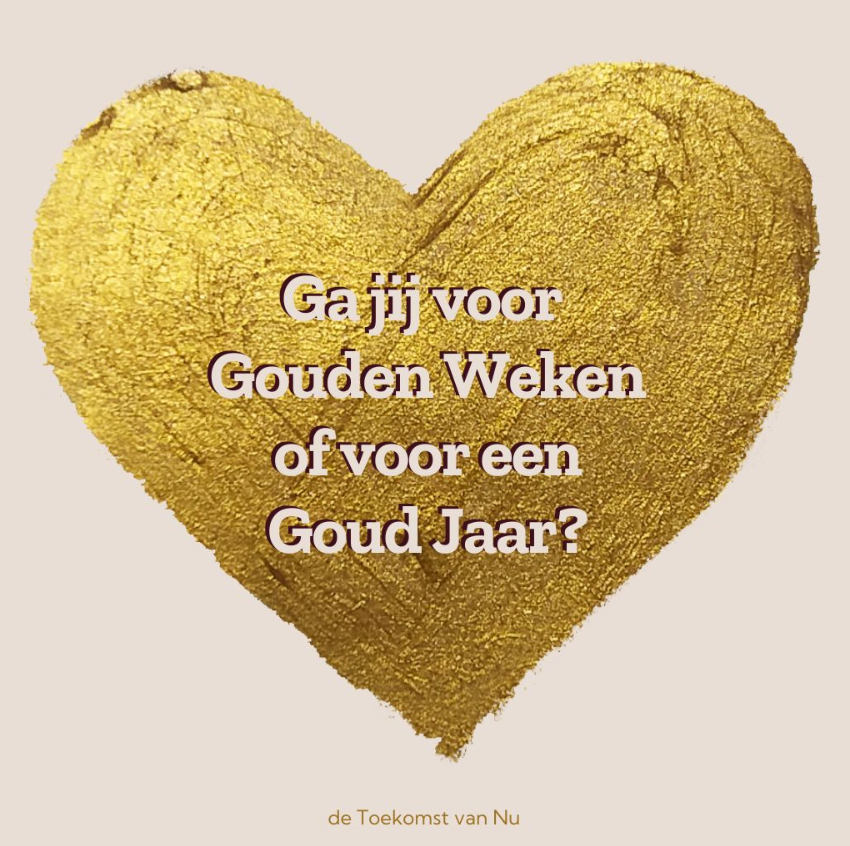 Ga jij voor
Gouden Weken
of voor een
Goud Jaar?
de Toekomst van Nu